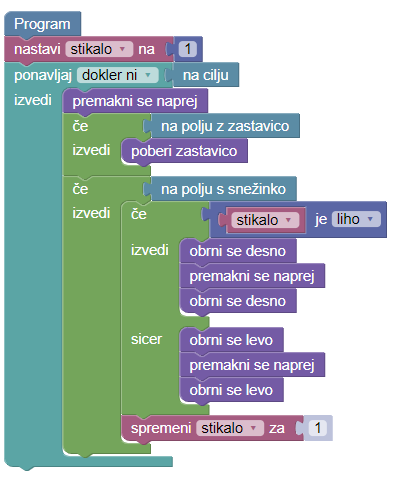 Program
nastavi stikalo na 1
ponavljaj dokler ni na cilju
izvedi premakni se naprej
če na polju z zastavico
izvedi poberi zastavico
če na polju s snežinko
izvedi če stikalo je liho
izvedi obrni se desno
premakni se naprej
obrni se desno
sicer obrni se levo
premakni se naprej
obrni se levo
spremeni stikalo za 1